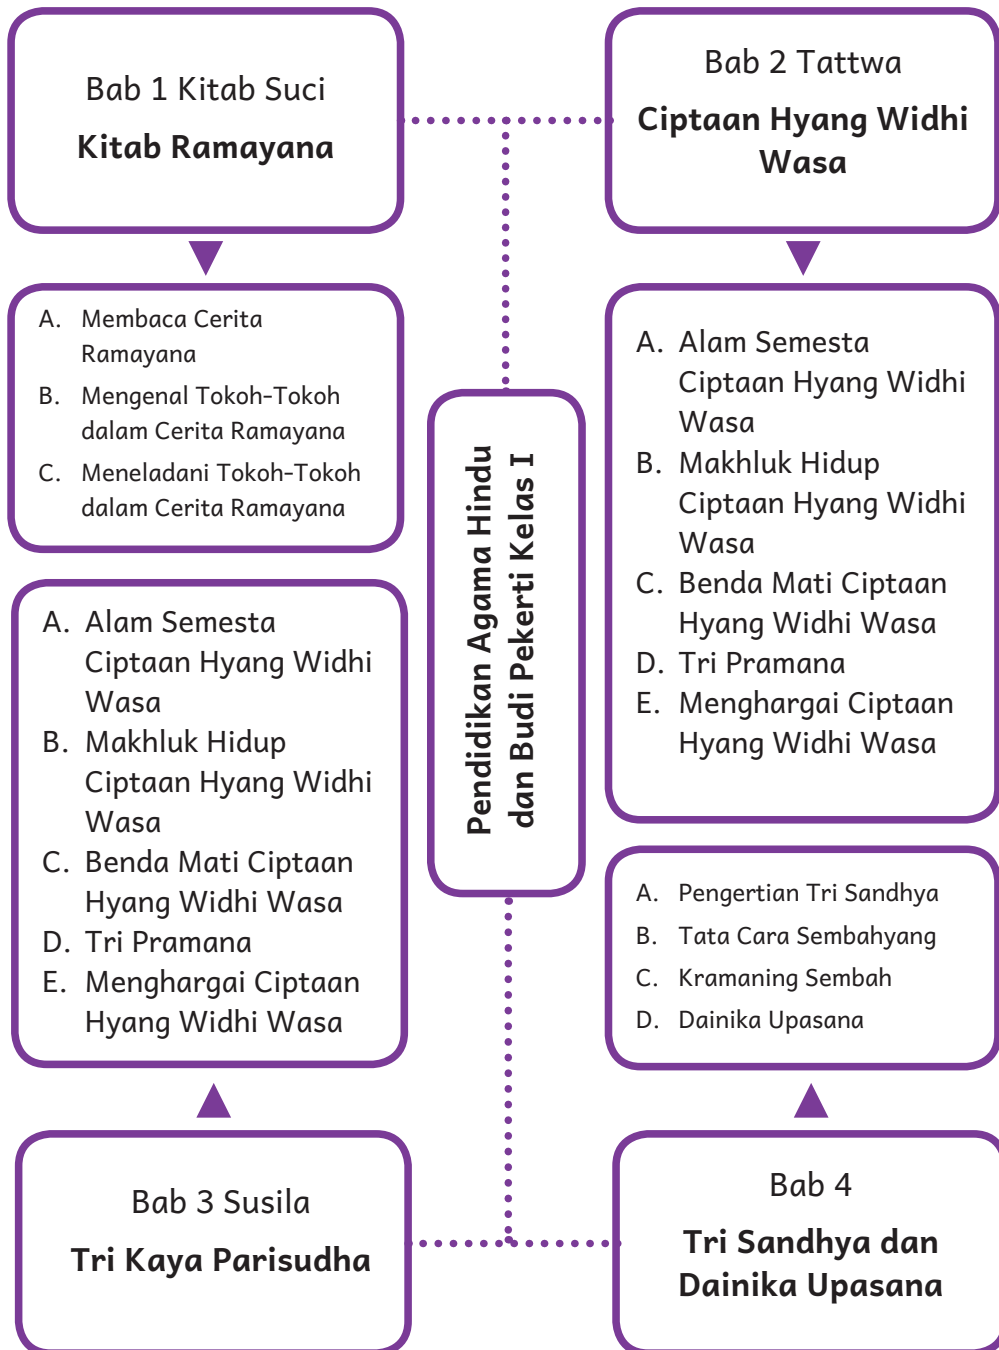 Bab 1 Kitab Suci
Kitab Ramayana
Bab 2 Tattwa
Ciptaan Hyang Widhi
Wasa
A. Membaca Cerita
Ramayana
B. Mengenal Tokoh-Tokoh
dalam Cerita Ramayana
C. Meneladani Tokoh-Tokoh
dalam Cerita Ramayana
A. Alam Semesta
Ciptaan Hyang Widhi
Wasa
B. Makhluk Hidup
Ciptaan Hyang Widhi
Wasa
C. Benda Mati Ciptaan
Hyang Widhi Wasa
D. Tri Pramana
E. Menghargai Ciptaan
Hyang Widhi Wasa
Pendidikan Agama Hindu
dan Budi Pekerti Kelas I
A. Alam Semesta
Ciptaan Hyang Widhi
Wasa
B. Makhluk Hidup
Ciptaan Hyang Widhi
Wasa
C. Benda Mati Ciptaan
Hyang Widhi Wasa
D. Tri Pramana
E. Menghargai Ciptaan
Hyang Widhi Wasa
A. Pengertian Tri Sandhya
B. Tata Cara Sembahyang
C. Kramaning Sembah
D. Dainika Upasana
Bab 3 Susila
Tri Kaya Parisudha
Bab 4
Tri Sandhya dan
Dainika Upasana